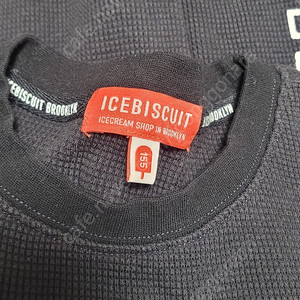 ICEBISCUIT BROOKLYN
ICEBISCUIT
ICECREAM SHOP IN BROOKLYN
155